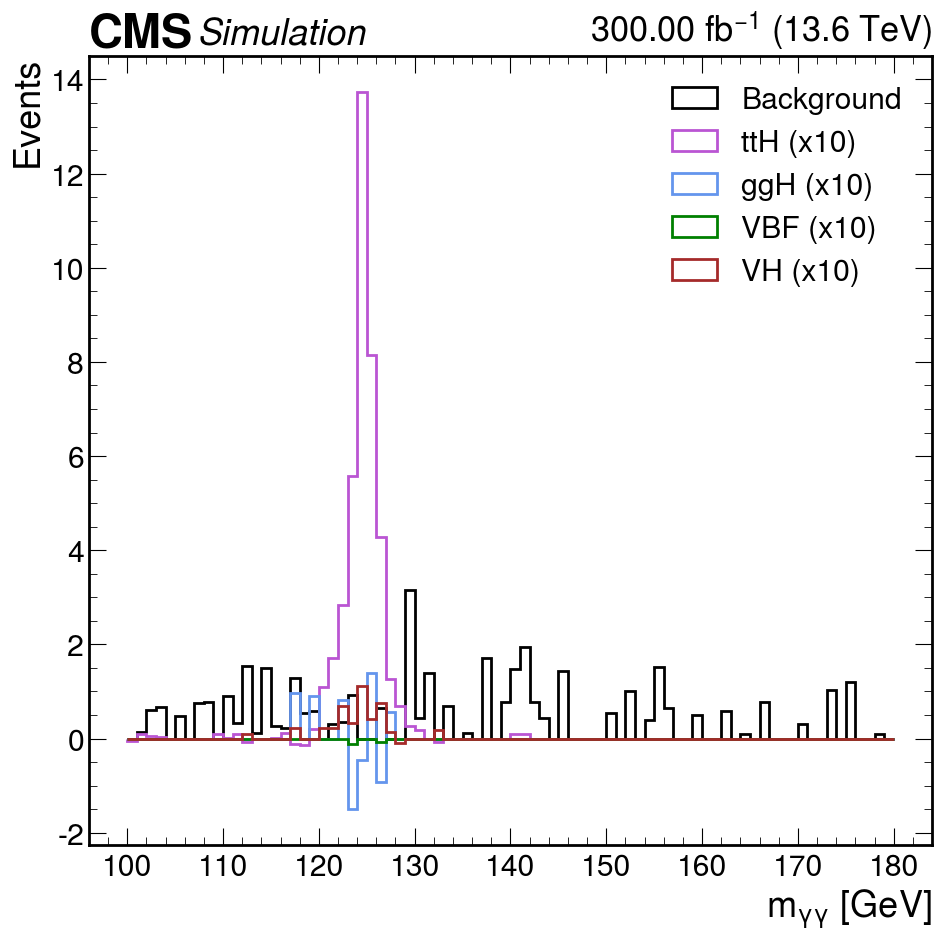 CMS Simulation 300.00 fb⁻¹ (13.6 TeV)
Events
14
12
10
8
6
4
2
0
-2
Background
ttH (x10)
ggH (x10)
VBF (x10)
VH (x10)
100 110 120 130 140 150 160 170 180
mγγ [GeV]